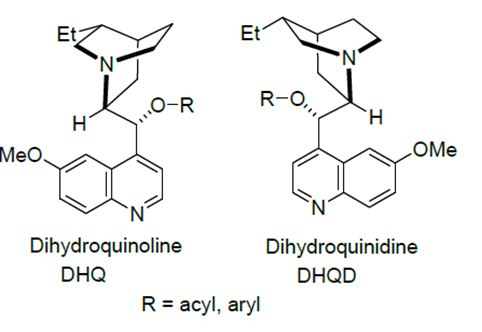 Et
Et
N
N
O-R
R-O
H
H
MeO
OMe
N
N
Dihydroquinoline
Dihydroquinidine
DHQ
DHQD
R = acyl, aryl